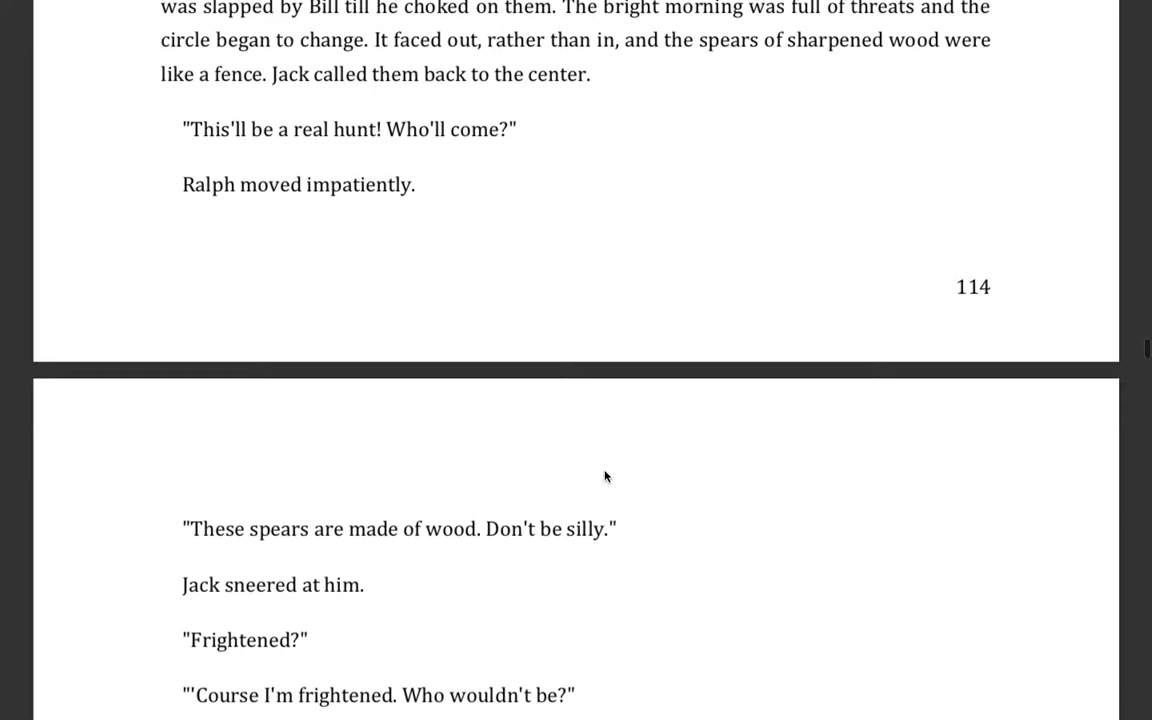 was slapped by Bill till he choked on them. The bright morning was full of threats and the
circle began to change. It faced out, rather than in, and the spears of sharpened wood were
like a fence. Jack called them back to the center.
"This'll be a real hunt! Who'll come?"
Ralph moved impatiently.
114
"These spears are made of wood. Don't be silly."
Jack sneered at him.
"Frightened?"
"'Course I'm frightened. Who wouldn't be?"